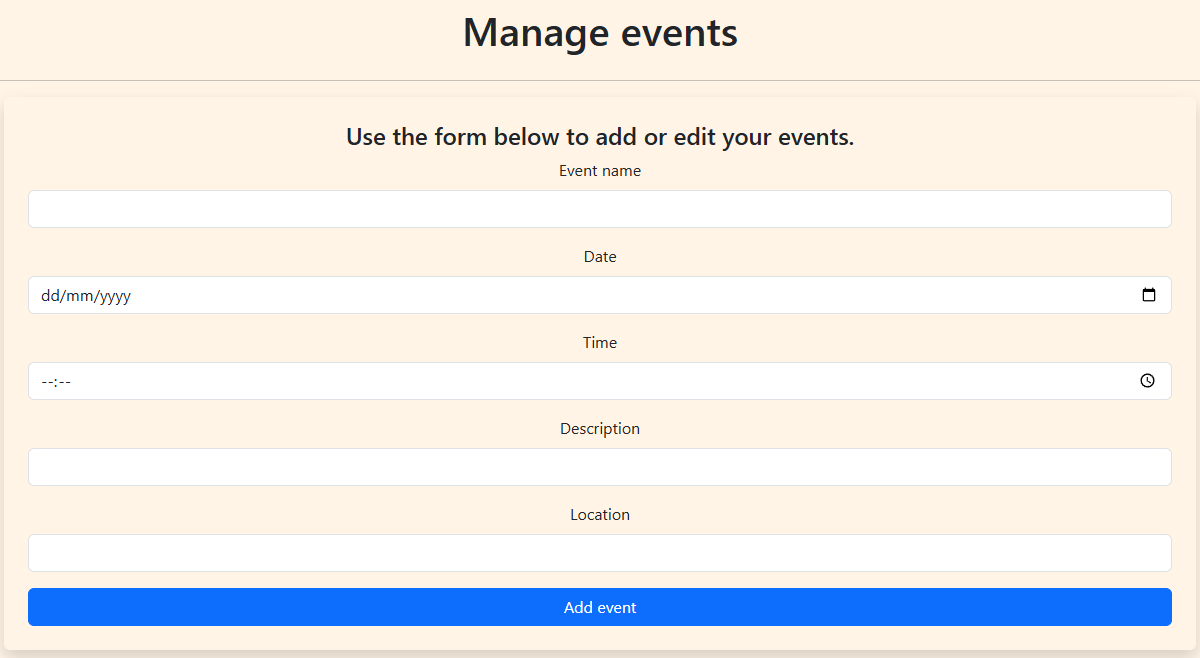 Manage events
Use the form below to add or edit your events.
Event name
Date
dd/mm/yyyy
Time
--:--
Description
Location
Add event